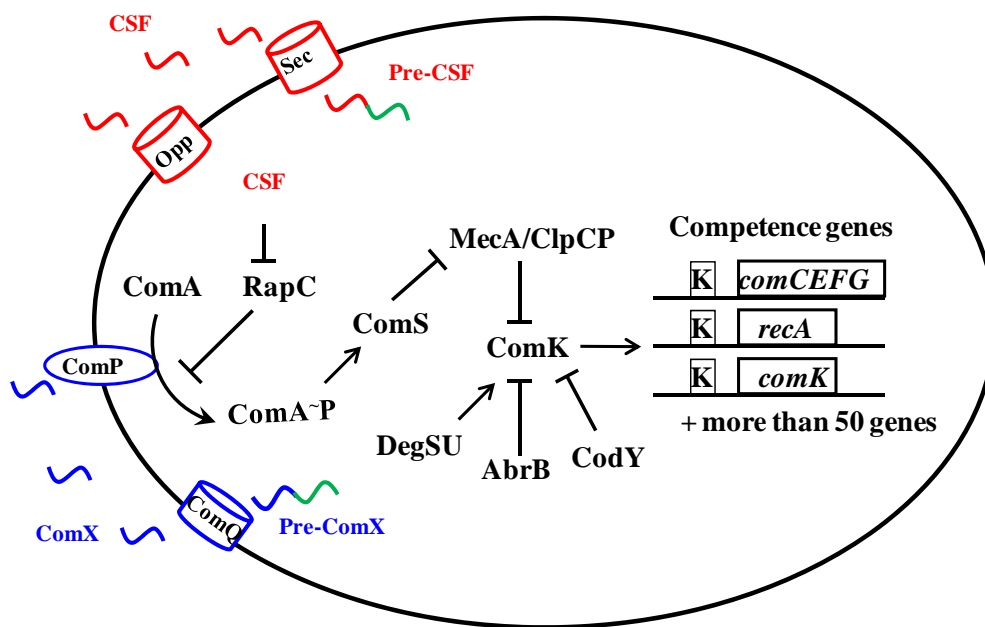 CSF
Sec
Pre-CSF
Opp
CSF
MecA/ClpCP
Competence genes
ComA
RapC
K comCEFG
ComS
K recA
ComK
ComP
K comK
ComA~P
+ more than 50 genes
DegSU
CodY
AbrB
ComQ
Pre-ComX
ComX